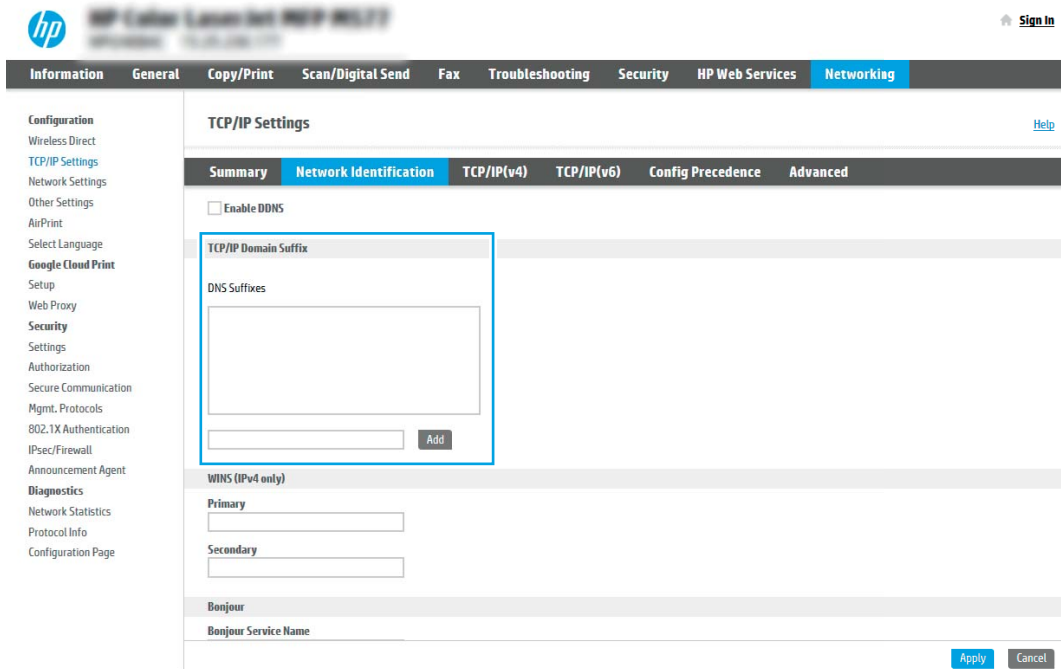 hp
Sign In
Information General Copy/Print Scan/Digital Send Fax Troubleshooting Security HP Web Services Networking
Configuration
Wireless Direct
TCP/IP Settings
Network Settings
Other Settings
AirPrint
Select Language
Google Cloud Print
Setup
Web Proxy
Security
Settings
Authorization
Secure Communication
Mgmt. Protocols
802.1X Authentication
IPsec/Firewall
Announcement Agent
Diagnostics
Network Statistics
Protocol Info
Configuration Page
TCP/IP Settings
Help
Summary Network Identification TCP/IP(v4) TCP/IP(v6) Config Precedence Advanced
Enable DDNS
TCP/IP Domain Suffix
DNS Suffixes
Add
WINS (IPv4 only)
Primary
Secondary
Bonjour
Bonjour Service Name
Apply Cancel